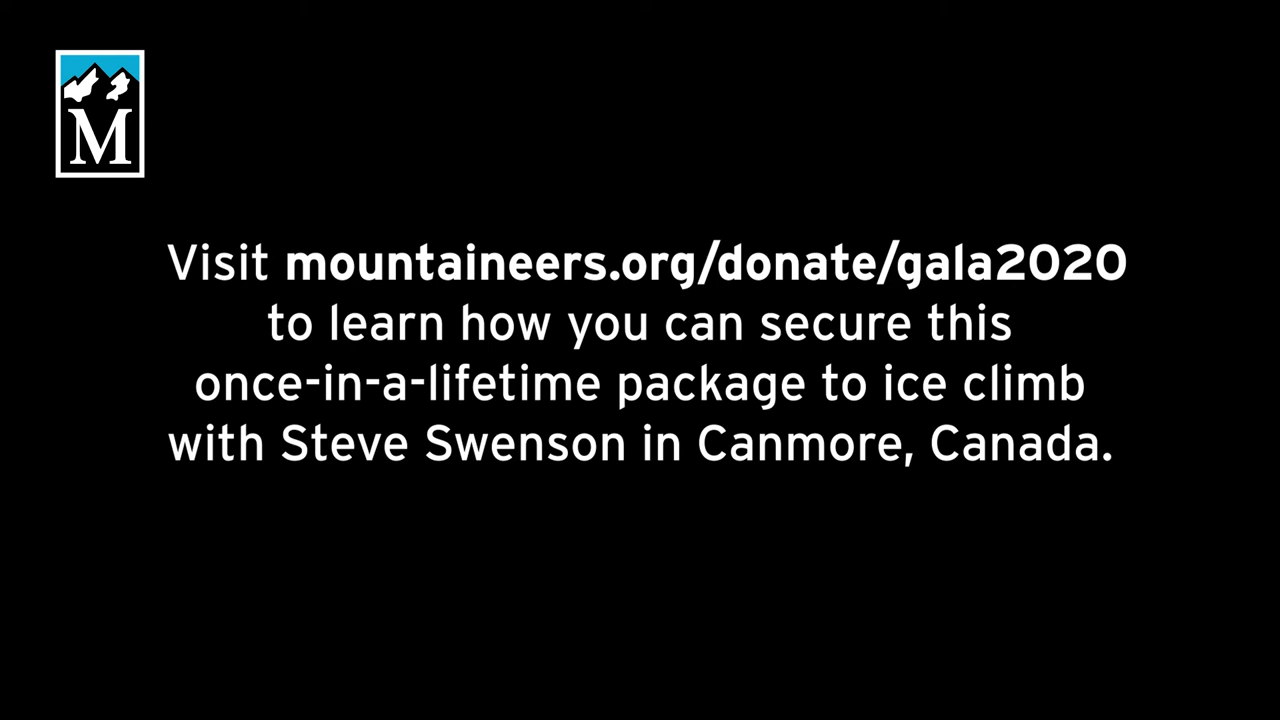 M
Visit mountaineers.org/donate/gala2020
to learn how you can secure this
once-in-a-lifetime package to ice climb
with Steve Swenson in Canmore, Canada.